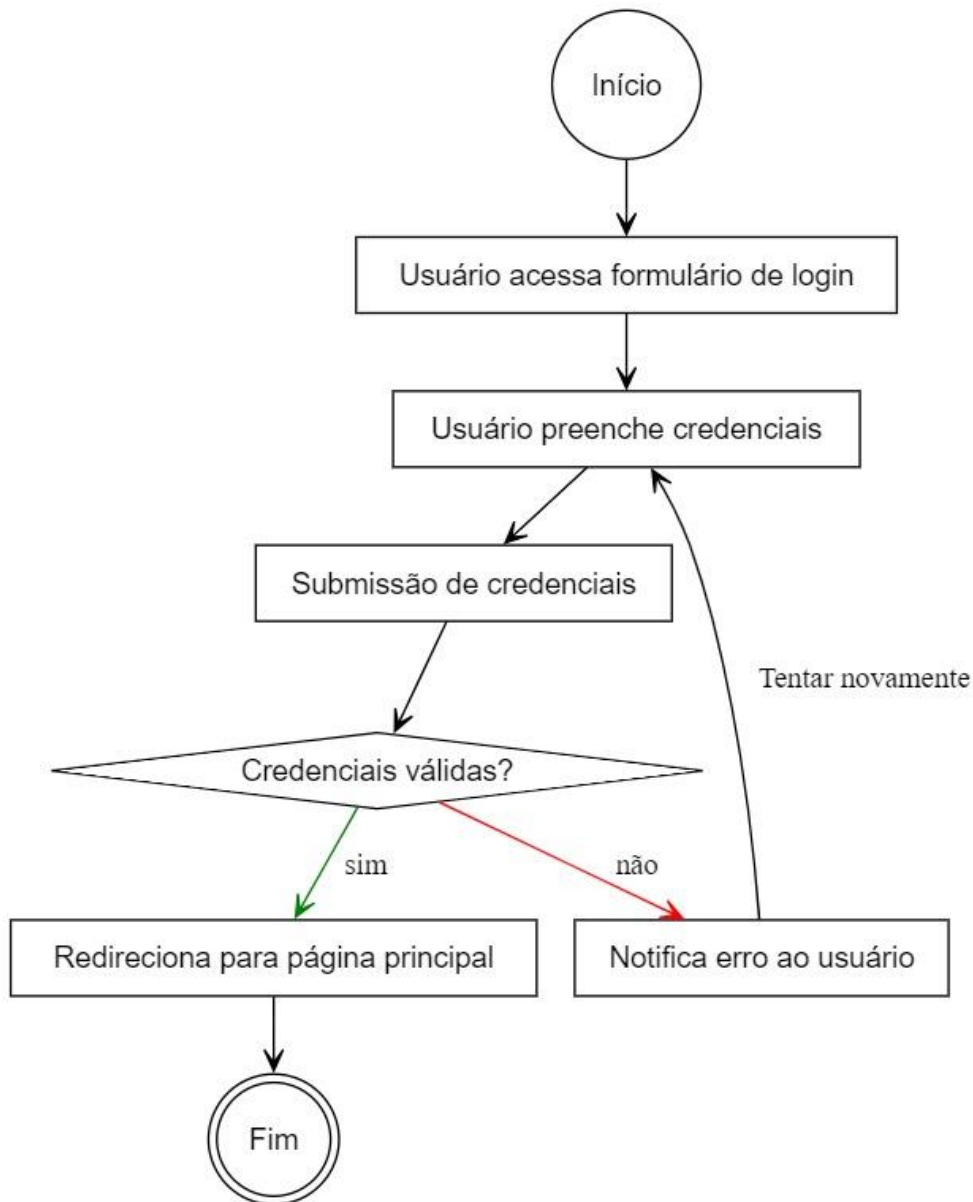 Início
Usuário acessa formulário de login
Usuário preenche credenciais
Submissão de credenciais
Tentar novamente
Credenciais válidas?
sim
não
Redireciona para página principal
Notifica erro ao usuário
Fim